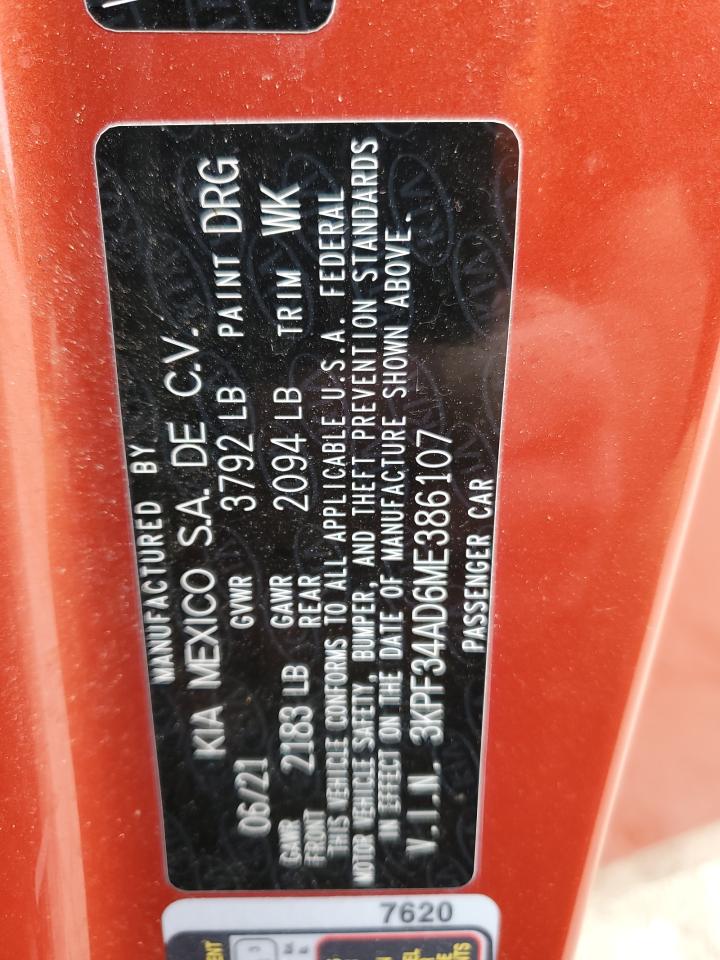 MANUFACTURED BY
KIA MEXICO S.A. DE C.V.
06/21 GVWR 3792 LB PAINT DRG
GAWR FRONT 2183 LB GAWR REAR 2094 LB TRIM WK
THIS VEHICLE CONFORMS TO ALL APPLICABLE U.S.A. FEDERAL
MOTOR VEHICLE SAFETY, BUMPER, AND THEFT PREVENTION STANDARDS
IN EFFECT ON THE DATE OF MANUFACTURE SHOWN ABOVE.
V.I.N. 3KPF34AD6ME386107
PASSENGER CAR
7620